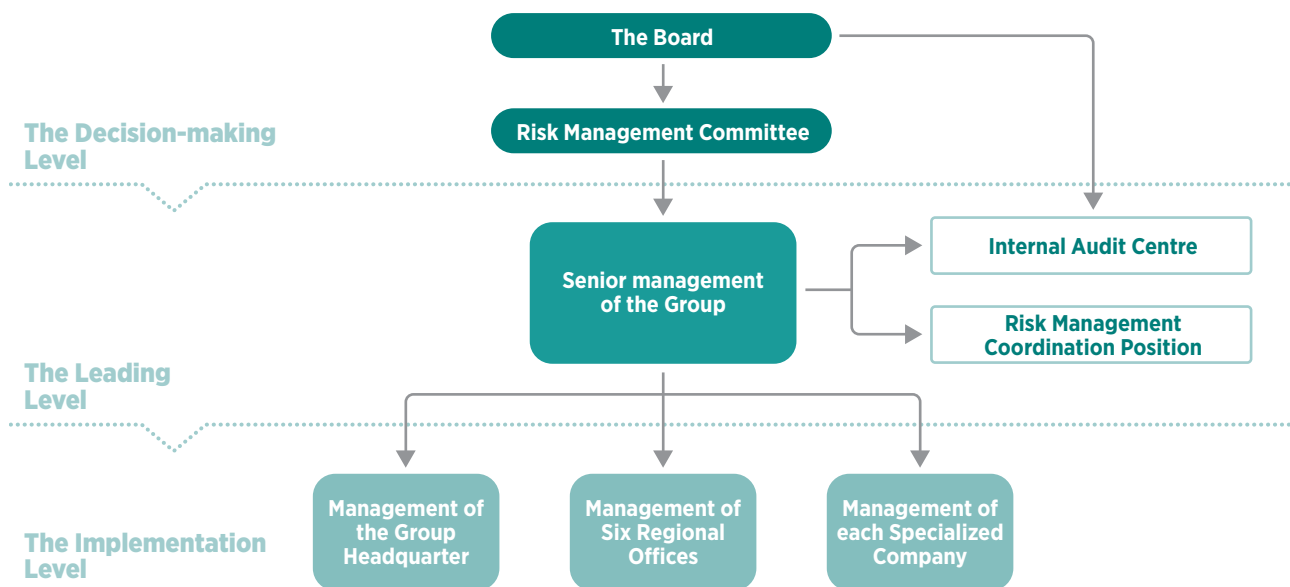 The Board
Risk Management Committee
The Decision-making
Level
Senior management
of the Group
Internal Audit Centre
Risk Management
Coordination Position
The Leading
Level
Management of
the Group
Headquarter
Management of
Six Regional
Offices
Management of
each Specialized
Company
The Implementation
Level